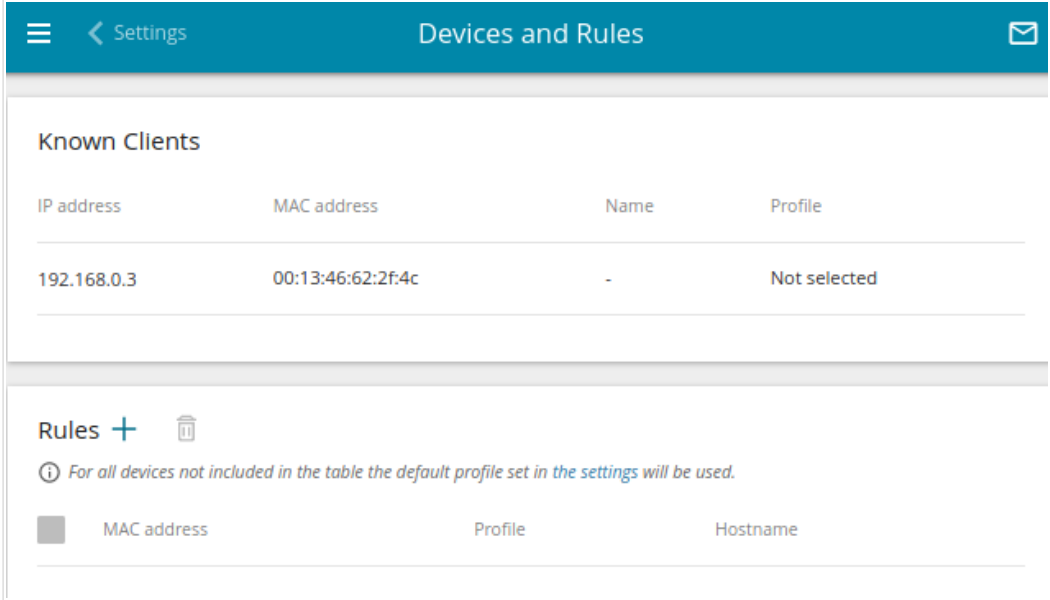 Settings Devices and Rules
Known Clients
IP address MAC address Name Profile
192.168.0.3 00:13:46:62:2f:4c - Not selected
Rules
For all devices not included in the table the default profile set in the settings will be used.
MAC address Profile Hostname